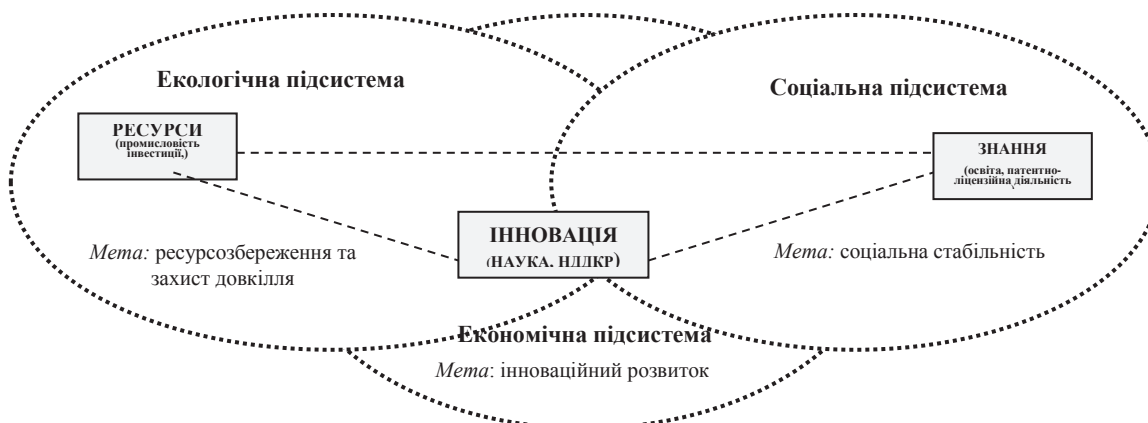 Екологічна підсистема
Соціальна підсистема
РЕСУРСИ
(промисловість
інвестиції,)
ЗНАННЯ
(освіта, патентно-
ліцензійна діяльність
ІННОВАЦІЯ
(НАУКА, НДДКР)
Мета: ресурсозбереження та
захист довкілля
Мета: соціальна стабільність
Економічна підсистема
Мета: інноваційний розвиток